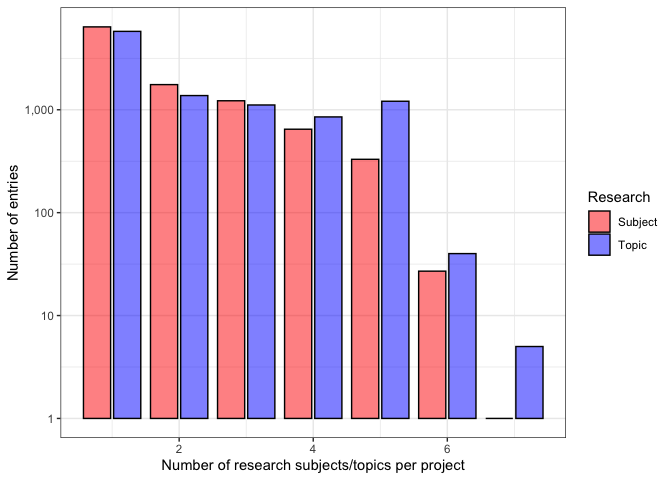 1,000
100
10
1
Number of entries
2 4 6
Number of research subjects/topics per project
Research
Subject
Topic